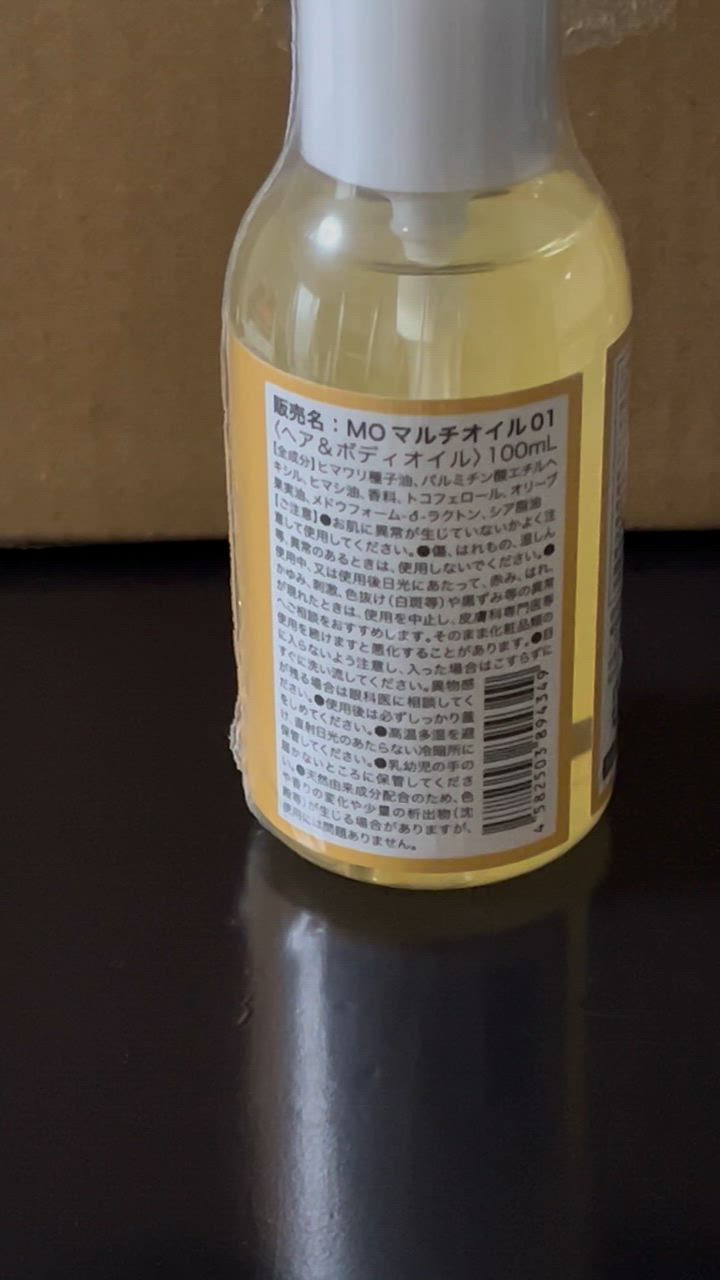 販売名：MO マルチオイル01
〈ヘア＆ボディオイル〉100mL
【全成分】ヒマワリ種子油、パルミチン酸エチルヘ
キシル、ヒマシ油、香料、トコフェロール、オリーブ
果実油、メドウフォーム-δ-ラクトン、シア脂油
【ご注意】●お肌に異常が生じていないかよく注
意して使用してください。●傷、はれもの、湿しん
等、異常のあるときは、使用しないでください。●
使用中、又は使用後日光にあたって、赤み、はれ、
かゆみ、刺激、色抜け（白斑等）や黒ずみ等の異常
が現れたときは、使用を中止し、皮膚科専門医等
へご相談をおすすめします。そのまま化粧品類の
使用を続けますと悪化することがあります。●目
に入らないよう注意し、入った場合はこすらずに
すぐに洗い流してください。異物感
が残る場合は眼科医に相談してく
ださい。●使用後は必ずしっかり蓋
をしめてください。●高温多湿を避
け、直射日光のあたらない冷暗所に
保管してください。●乳幼児の手の
届かないところに保管してくださ
い。●天然由来成分配合のため、色
や香りの変化や少量の析出物（沈
殿等）が生じる場合がありますが、
使用には問題ありません。
4 582503 894349